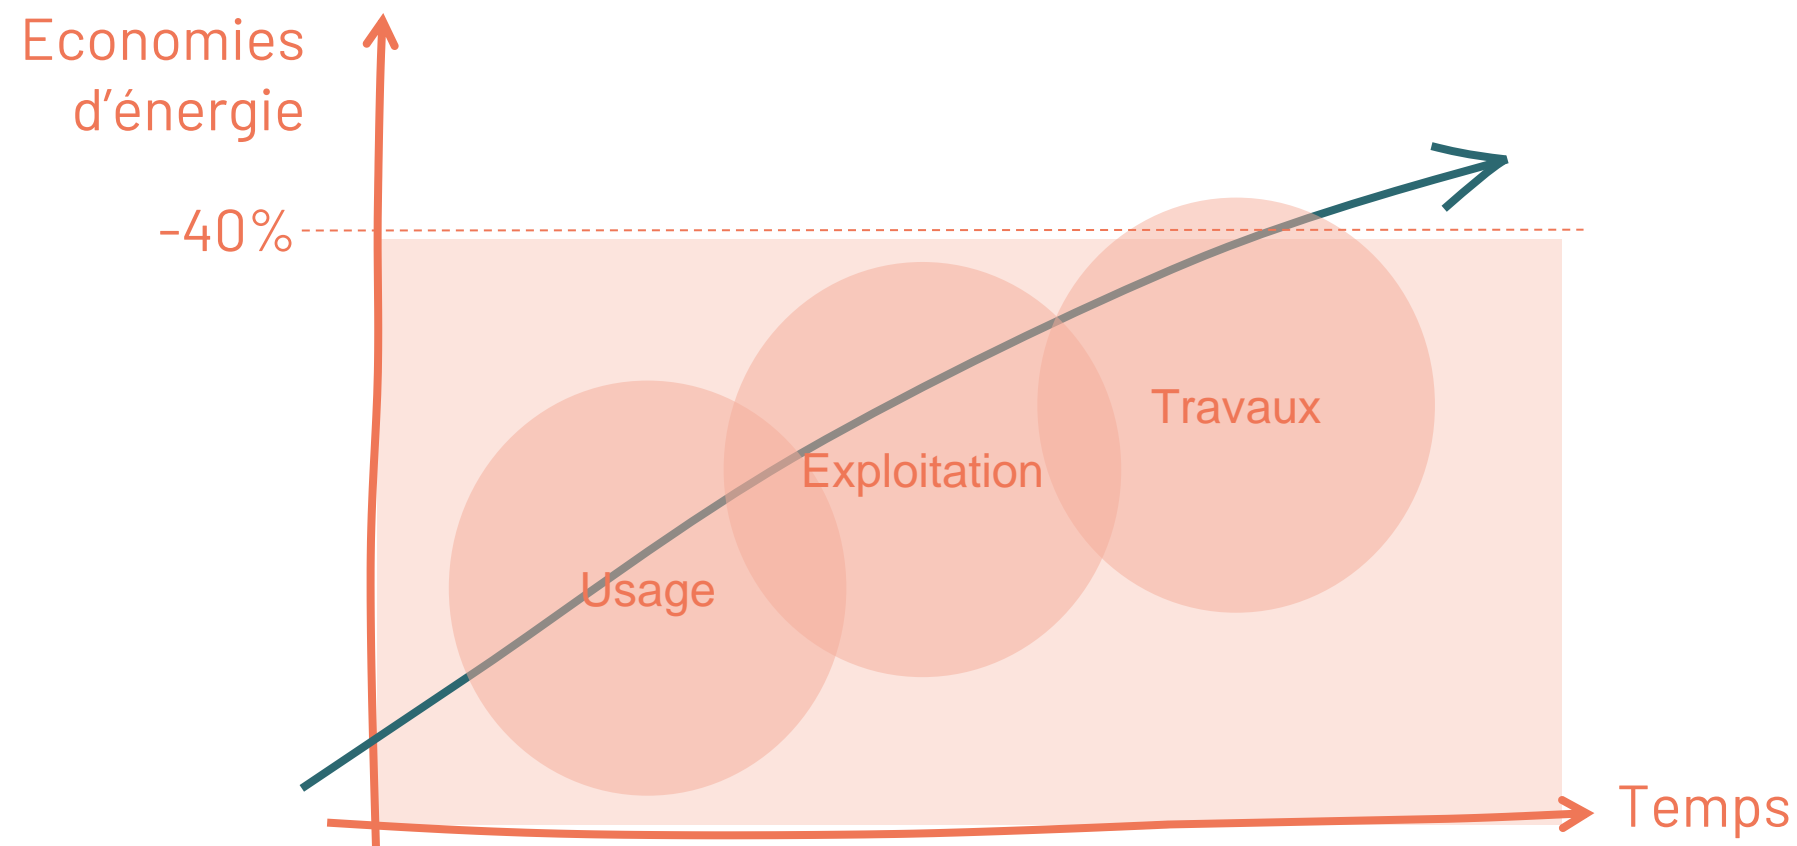 Economies
d’énergie
-40%
Travaux
Exploitation
Usage
Temps